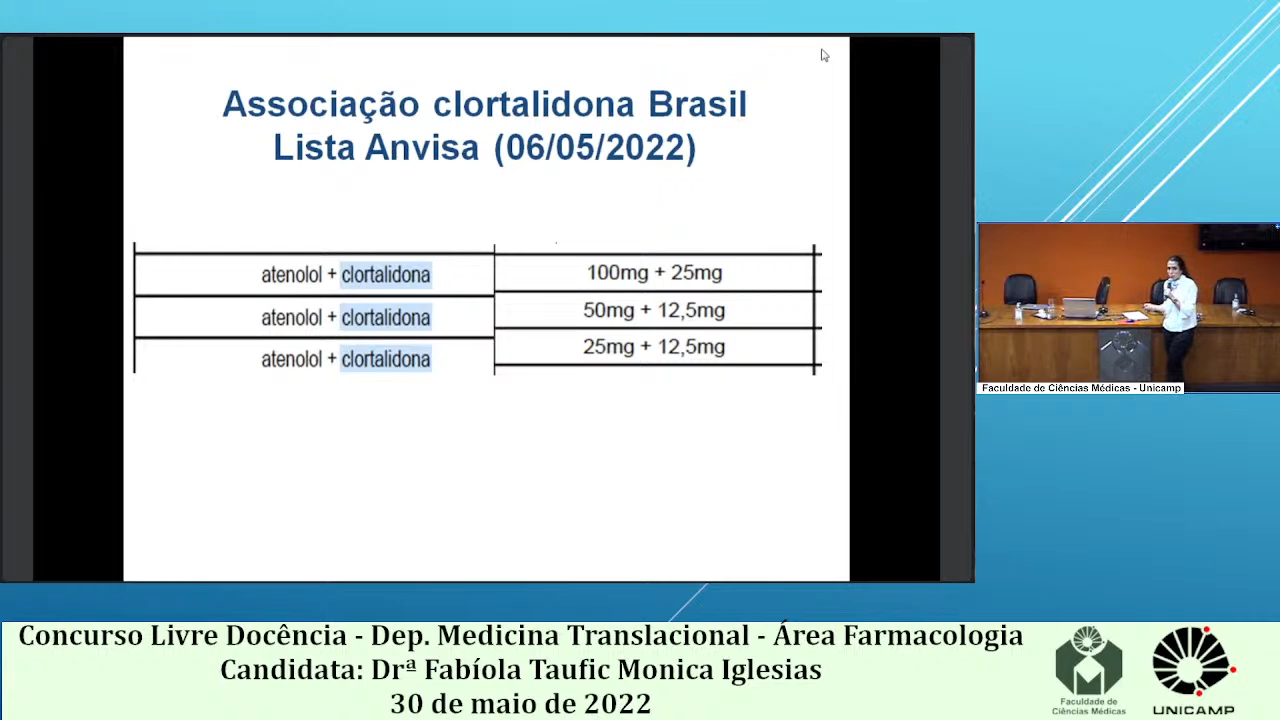 Associação clortalidona Brasil
Lista Anvisa (06/05/2022)
atenolol + clortalidona 100mg + 25mg
atenolol + clortalidona 50mg + 12,5mg
atenolol + clortalidona 25mg + 12,5mg
Faculdade de Ciências Médicas - Unicamp
Concurso Livre Docência - Dep. Medicina Translacional - Área Farmacologia
Candidata: Drª Fabíola Taufic Monica Iglesias
30 de maio de 2022
Faculdade de
Ciências Médicas
UNICAMP